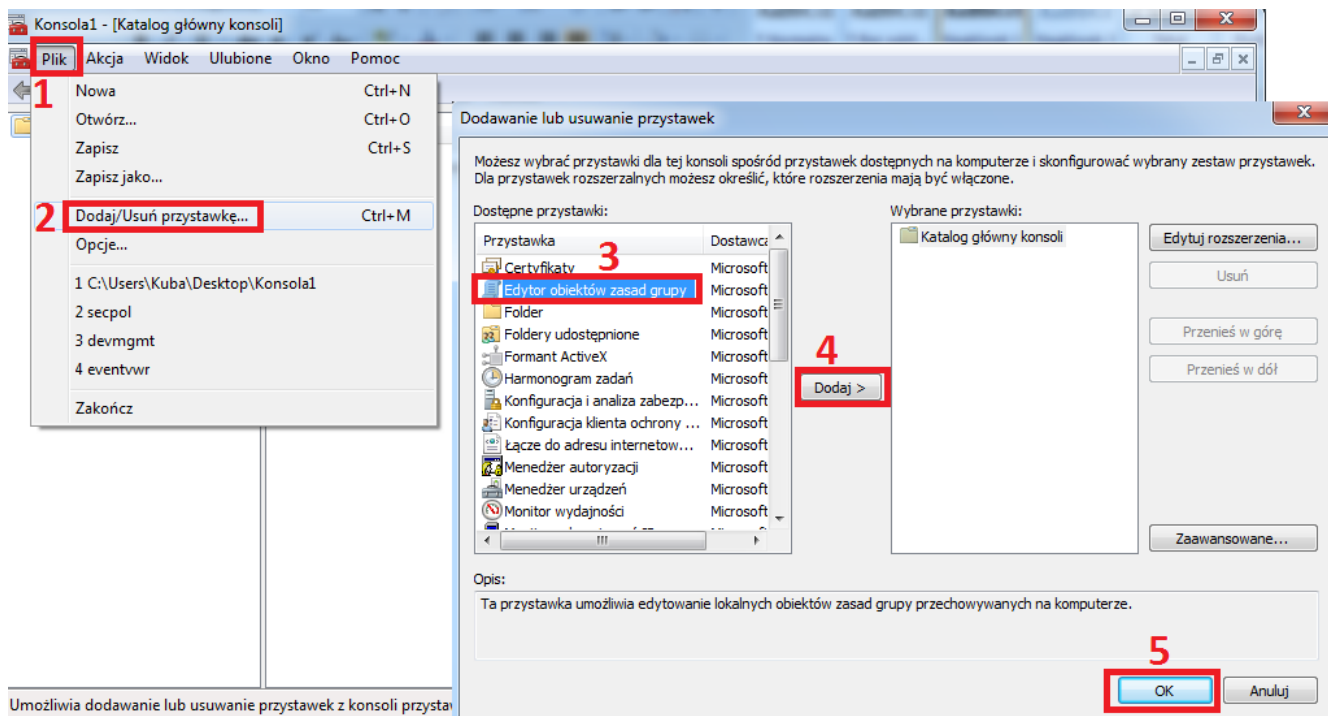 Konsola1 - [Katalog główny konsoli]
Plik Akcja Widok Ulubione Okno Pomoc
1
Nowa Ctrl+N
Otwórz... Ctrl+O
Zapisz Ctrl+S
Zapisz jako...
2 Dodaj/Usuń przystawkę... Ctrl+M
Opcje...
1 C:\Users\Kuba\Desktop\Konsola1
2 secpol
3 devmgmt
4 eventvwr
Zakończ
Umożliwia dodawanie lub usuwanie przystawek z konsoli
Dodawanie lub usuwanie przystawek
Możesz wybrać przystawki dla tej konsoli spośród przystawek dostępnych na komputerze i skonfigurować wybrany zestaw przystawek.
Dla przystawek rozszerzalnych możesz określić, które rozszerzenia mają być włączone.
Dostępne przystawki:
Przystawka Dostawca
3
Certyfikaty Microsoft
Edytor obiektów zasad grupy Microsoft
Folder Microsoft
Foldery udostępnione Microsoft
Formant ActiveX Microsoft
Harmonogram zadań Microsoft
Konfiguracja i analiza zabezp... Microsoft
Konfiguracja klienta ochrony ... Microsoft
Łącze do adresu internetow... Microsoft
Menedżer autoryzacji Microsoft
Menedżer urządzeń Microsoft
Monitor wydajności Microsoft
4
Dodaj >
Wybrane przystawki:
Katalog główny konsoli
Edytuj rozszerzenia...
Usuń
Przenieś w górę
Przenieś w dół
Zaawansowane...
Opis:
Ta przystawka umożliwia edytowanie lokalnych obiektów zasad grupy przechowywanych na komputerze.
5
OK Anuluj